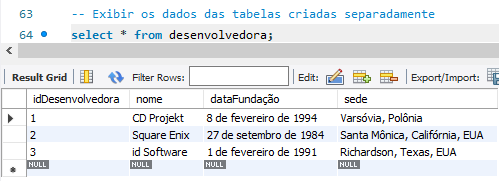 63 -- Exibir os dados das tabelas criadas separadamente
64 select * from desenvolvedora;
Result Grid Filter Rows: Edit: Export/Import:
idDesenvolvedora nome dataFundação sede
1 CD Projekt 8 de fevereiro de 1994 Varsóvia, Polônia
2 Square Enix 27 de setembro de 1984 Santa Mônica, Califórnia, EUA
3 id Software 1 de fevereiro de 1991 Richardson, Texas, EUA
NULL NULL NULL NULL